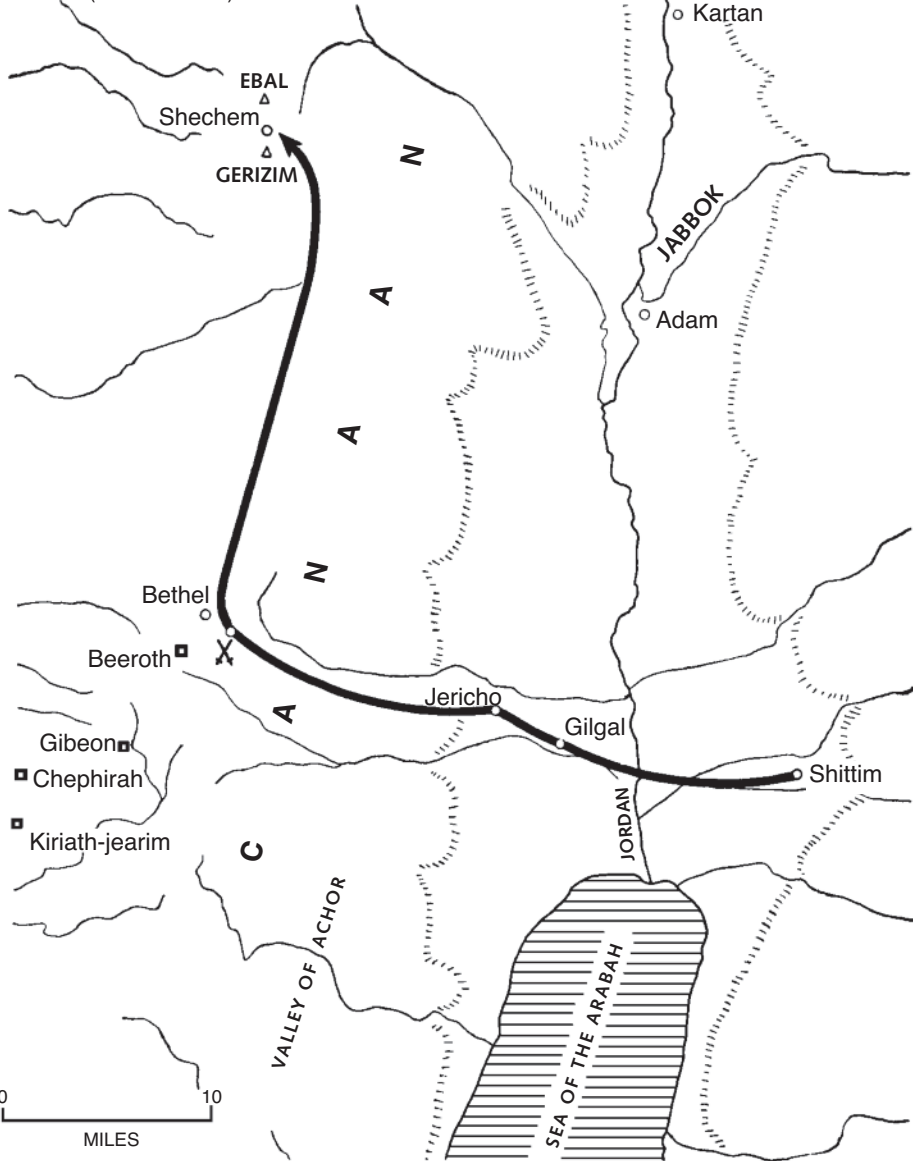 Kartan
EBAL
Shechem
GERIZIM
JABBOK
Adam
CANAAN
Bethel
Beeroth
Jericho
Gilgal
Gibeon
Chephirah
Shittim
Kiriath-jearim
JORDAN
VALLEY OF ACHOR
SEA OF THE ARABAH
0 10
MILES